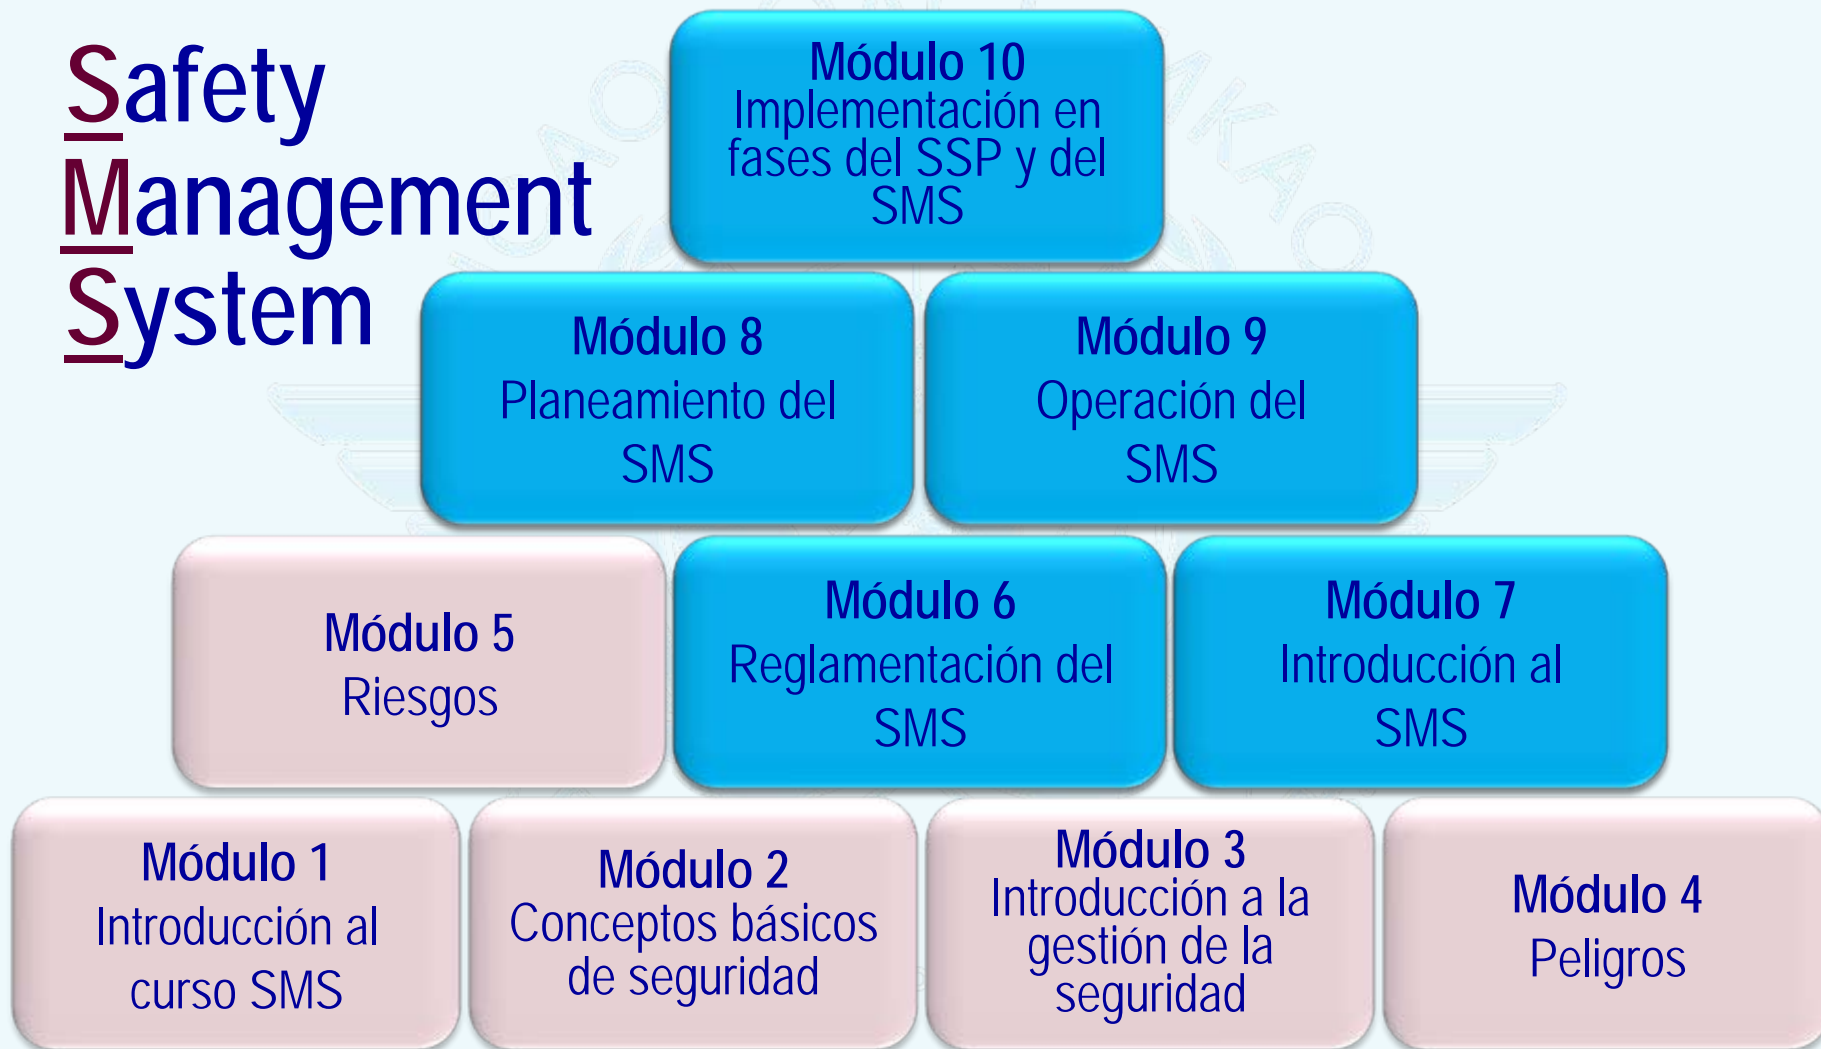 Safety
Management
System
Módulo 10
Implementación en
fases del SSP y del
SMS
Módulo 8
Planeamiento del
SMS
Módulo 9
Operación del
SMS
Módulo 5
Riesgos
Módulo 6
Reglamentación del
SMS
Módulo 7
Introducción al
SMS
Módulo 1
Introducción al
curso SMS
Módulo 2
Conceptos básicos
de seguridad
Módulo 3
Introducción a la
gestión de la
seguridad
Módulo 4
Peligros